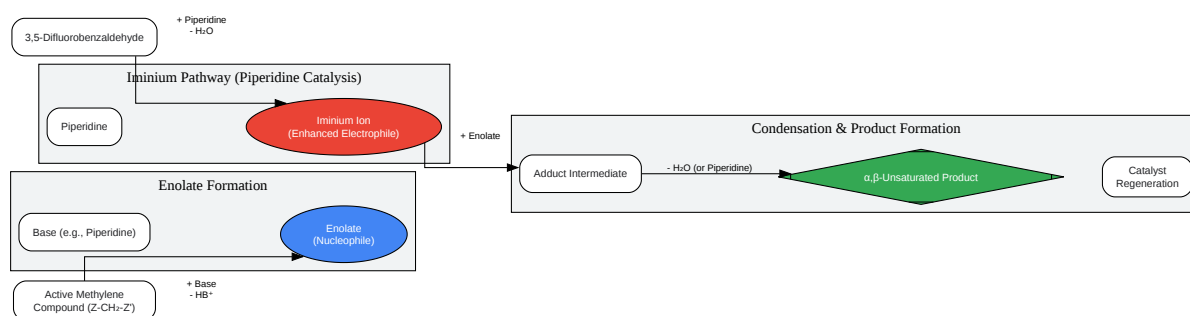 + Piperidine
- H₂O
3,5-Difluorobenzaldehyde
Iminium Pathway (Piperidine Catalysis)
Piperidine
Iminium Ion
(Enhanced Electrophile)
+ Enolate
Condensation & Product Formation
Adduct Intermediate
- H₂O (or Piperidine)
α,β-Unsaturated Product
Catalyst
Regeneration
Enolate Formation
Base (e.g., Piperidine)
Enolate
(Nucleophile)
+ Base
- HB⁺
Active Methylene
Compound (Z-CH₂-Z')